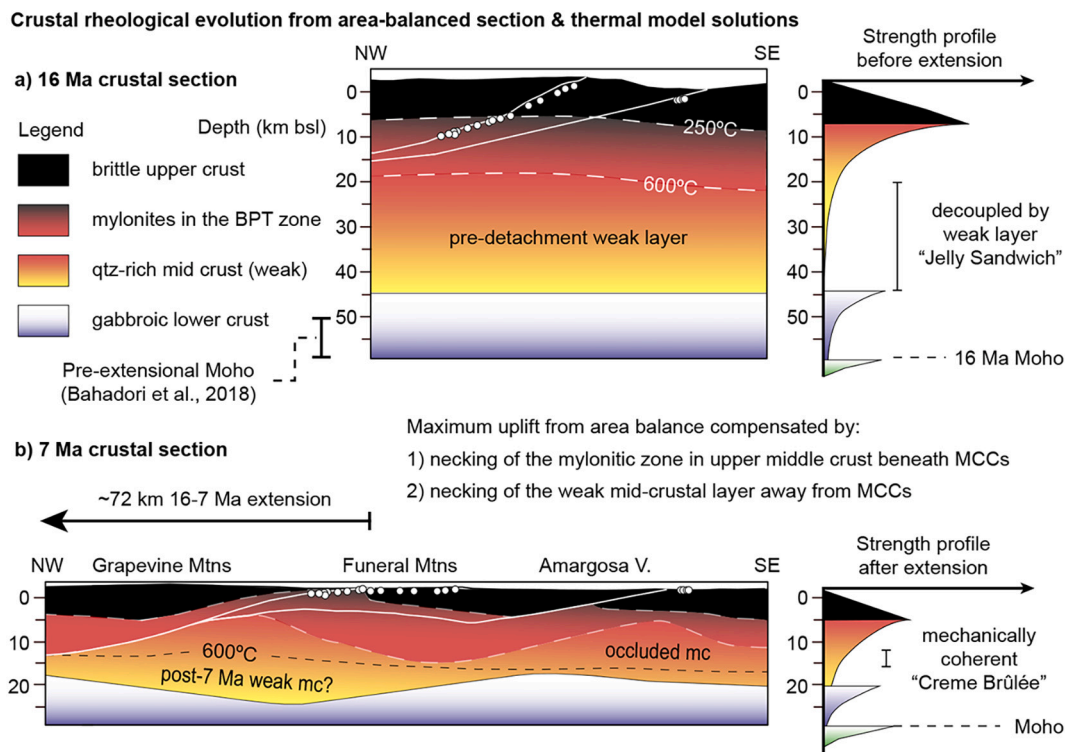 Crustal rheological evolution from area-balanced section & thermal model solutions
a) 16 Ma crustal section
Legend
Depth (km bsl)
brittle upper crust
mylonites in the BPT zone
qtz-rich mid crust (weak)
gabbroic lower crust
Pre-extensional Moho
(Bahadori et al., 2018)
NW
SE
0
10
20
30
40
50
250ºC
600ºC
pre-detachment weak layer
Strength profile
before extension
0
10
20
30
40
50
decoupled by
weak layer
“Jelly Sandwich”
16 Ma Moho
b) 7 Ma crustal section
Maximum uplift from area balance compensated by:
1) necking of the mylonitic zone in upper middle crust beneath MCCs
2) necking of the weak mid-crustal layer away from MCCs
~72 km 16-7 Ma extension
NW
Grapevine Mtns
Funeral Mtns
Amargosa V.
SE
0
10
20
600ºC
post-7 Ma weak mc?
occluded mc
Strength profile
after extension
0
10
20
mechanically
coherent
“Creme Brûlée”
Moho